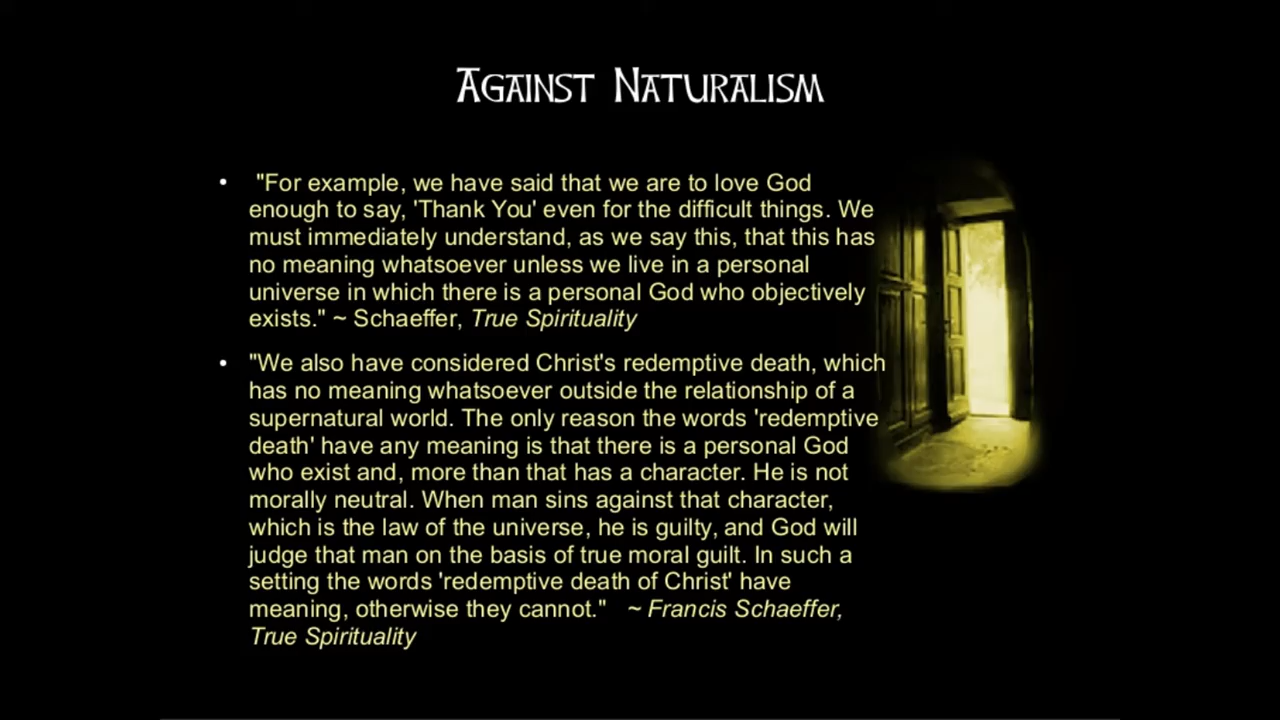 Against Naturalism
• "For example, we have said that we are to love God
enough to say, 'Thank You' even for the difficult things. We
must immediately understand, as we say this, that this has
no meaning whatsoever unless we live in a personal
universe in which there is a personal God who objectively
exists." ~ Schaeffer, True Spirituality
• "We also have considered Christ's redemptive death, which
has no meaning whatsoever outside the relationship of a
supernatural world. The only reason the words 'redemptive
death' have any meaning is that there is a personal God
who exist and, more than that has a character. He is not
morally neutral. When man sins against that character,
which is the law of the universe, he is guilty, and God will
judge that man on the basis of true moral guilt. In such a
setting the words 'redemptive death of Christ' have
meaning, otherwise they cannot." ~ Francis Schaeffer,
True Spirituality